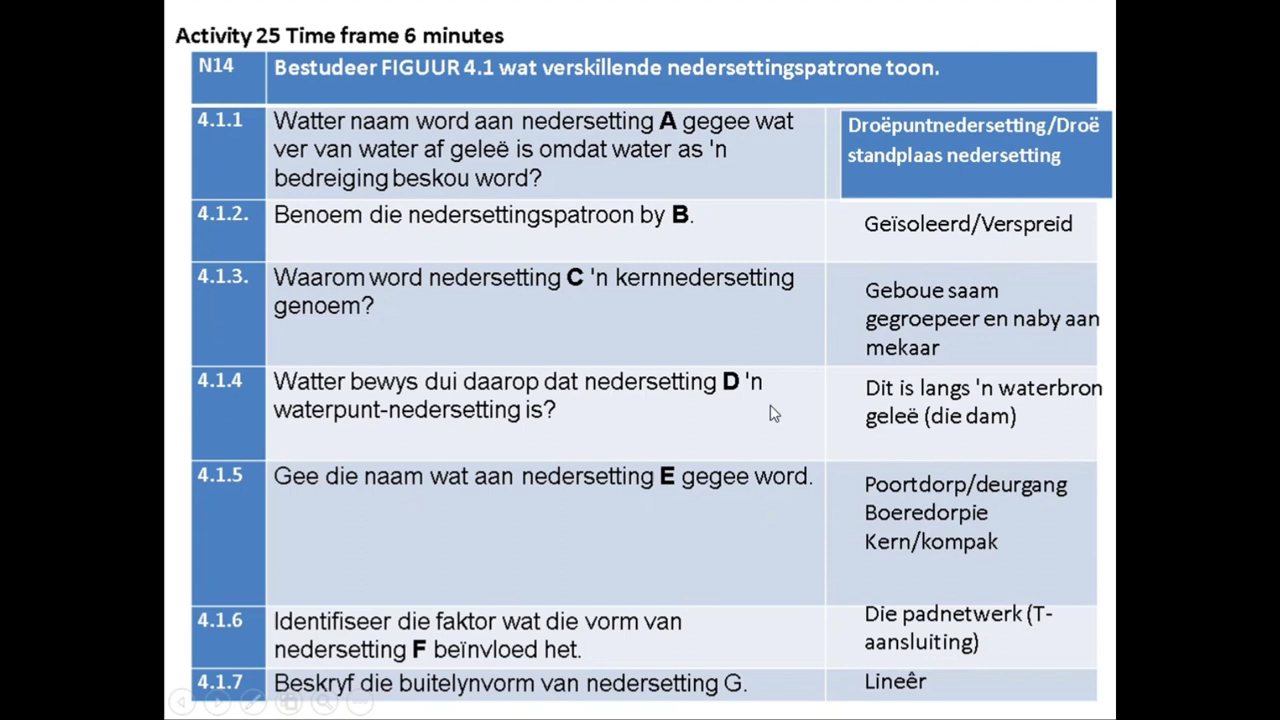 Activity 25 Time frame 6 minutes
N14
Bestudeer FIGUUR 4.1 wat verskillende nedersettingspatrone toon.
4.1.1
Watter naam word aan nedersetting A gegee wat
ver van water af geleë is omdat water as 'n
bedreiging beskou word?
Droëpuntnedersetting/Droë
standplaas nedersetting
4.1.2.
Benoem die nedersettingspatroon by B.
Geïsoleerd/Verspreid
4.1.3.
Waarom word nedersetting C 'n kernnedersetting
genoem?
Geboue saam
gegroepeer en naby aan
mekaar
4.1.4
Watter bewys dui daarop dat nedersetting D 'n
waterpunt-nedersetting is?
Dit is langs 'n waterbron
geleë (die dam)
4.1.5
Gee die naam wat aan nedersetting E gegee word.
Poortdorp/deurgang
Boeredorpie
Kern/kompak
4.1.6
Identifiseer die faktor wat die vorm van
nedersetting F beïnvloed het.
Die padnetwerk (T-
aansluiting)
4.1.7
Beskryf die buitelynvorm van nedersetting G.
Lineêr